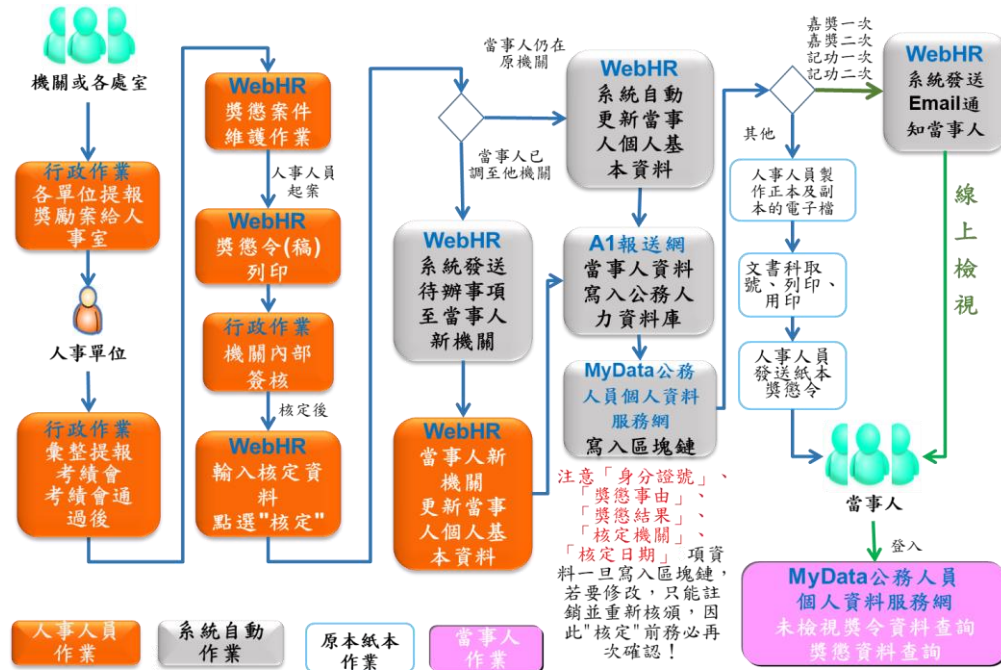 機關或各處室
行政作業
各單位提報
獎勵案給人
事室
人事單位
行政作業
彙整提報
考績會
考績會通
過後
WebHR
獎懲案件
維護作業
人事人員
起案
WebHR
獎懲令(稿)
列印
行政作業
機關內部
簽核
核定後
WebHR
輸入核定資
料
點選"核定"
當事人仍在
原機關
當事人已
調至他機關
WebHR
系統發送
待辦事項
至當事人
新機關
WebHR
當事人新
機關
更新當事
人個人基
本資料
WebHR
系統自動
更新當事
人個人基
本資料
A1報送網
當事人資料
寫入公務人
力資料庫
MyData公務
人員個人資料
服務網
寫入區塊鏈
注意「身分證號」、
「獎懲事由」、
「獎懲結果」、
「核定機關」、
「核定日期」項資
料一旦寫入區塊鏈，
若要修改，只能註
銷並重新核頒，因
此"核定"前務必再
次確認！
嘉獎一次
嘉獎二次
記功一次
記功二次
其他
人事人員製
作正本及副
本的電子檔
文書科取
號、列印、
用印
人事人員
發送紙本
獎懲令
WebHR
系統發送
Email通
知當事人
線上檢視
當事人
登入
MyData公務人員
個人資料服務網
未檢視獎令資料查詢
獎懲資料查詢
人事人員
作業
系統自動
作業
原本紙本
作業
當事人
作業